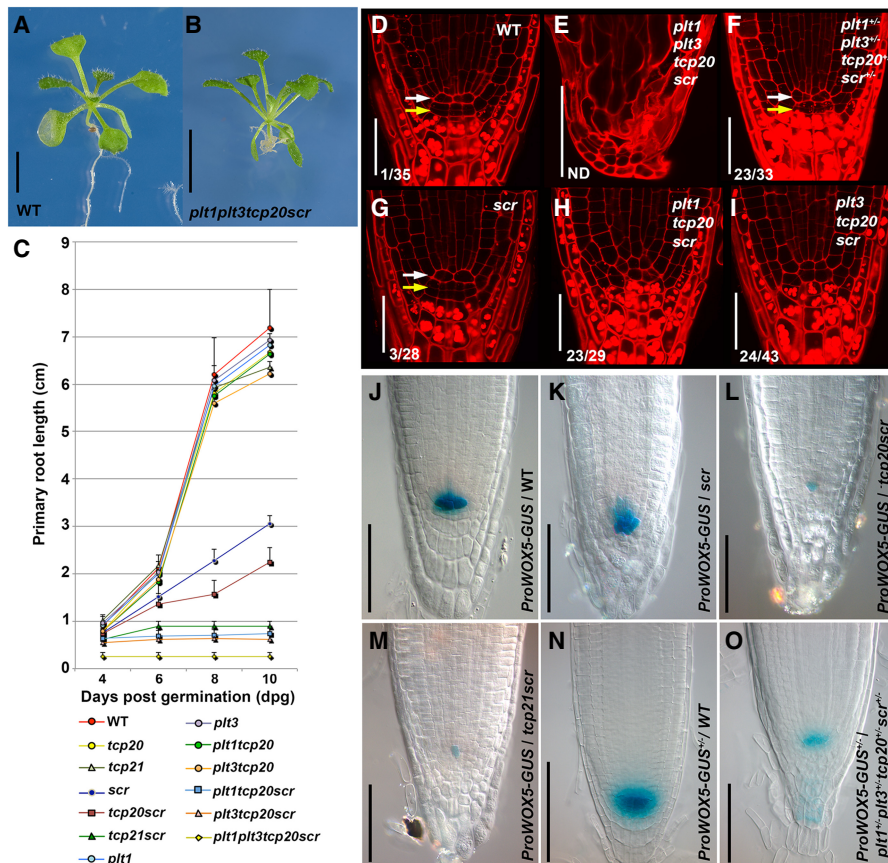 A
WT
B
plt1plt3tcp20scr
C
Primary root length (cm)
9
8
7
6
5
4
3
2
1
0
4 6 8 10
Days post germination (dpg)
WT
tcp20
tcp21
scr
tcp20scr
tcp21scr
plt1
plt3
plt1tcp20
plt3tcp20
plt1tcp20scr
plt3tcp20scr
plt1plt3tcp20scr
D
WT
1/35
E
plt1
plt3
tcp20
scr
ND
F
plt1+/-
plt3+/-
tcp20+/-
scr+/-
23/33
G
scr
3/28
H
plt1
tcp20
scr
23/29
I
plt3
tcp20
scr
24/43
J
ProWOX5-GUS / WT
K
ProWOX5-GUS / scr
L
ProWOX5-GUS / tcp20scr
M
ProWOX5-GUS / tcp21scr
N
ProWOX5-GUS+/-/ WT
O
ProWOX5-GUS+/- /
plt1+/- plt3+/- tcp20+/- scr+/-